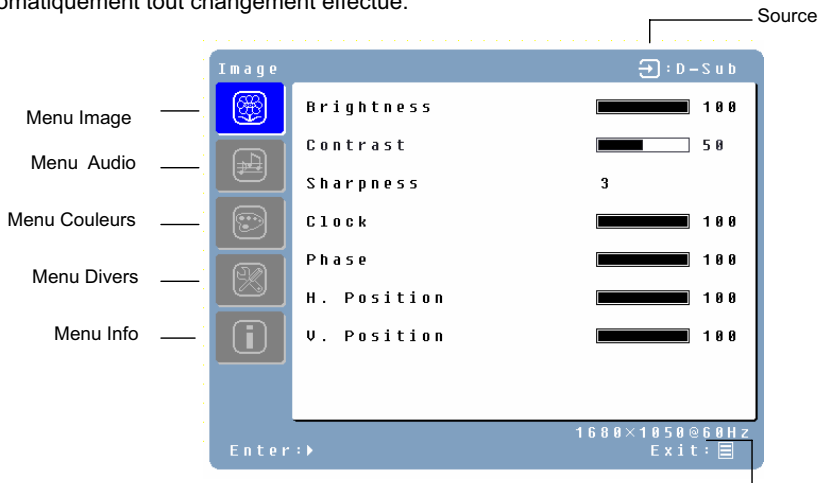 omatiquement tout changement effectué.
Source
Image
:D-Sub
Menu Image
Brightness 100
Contrast 50
Menu Audio
Sharpness 3
Menu Couleurs
Clock 100
Phase 100
Menu Divers
H. Position 100
Menu Info
V. Position 100
1680×1050@60Hz
Enter:
Exit: